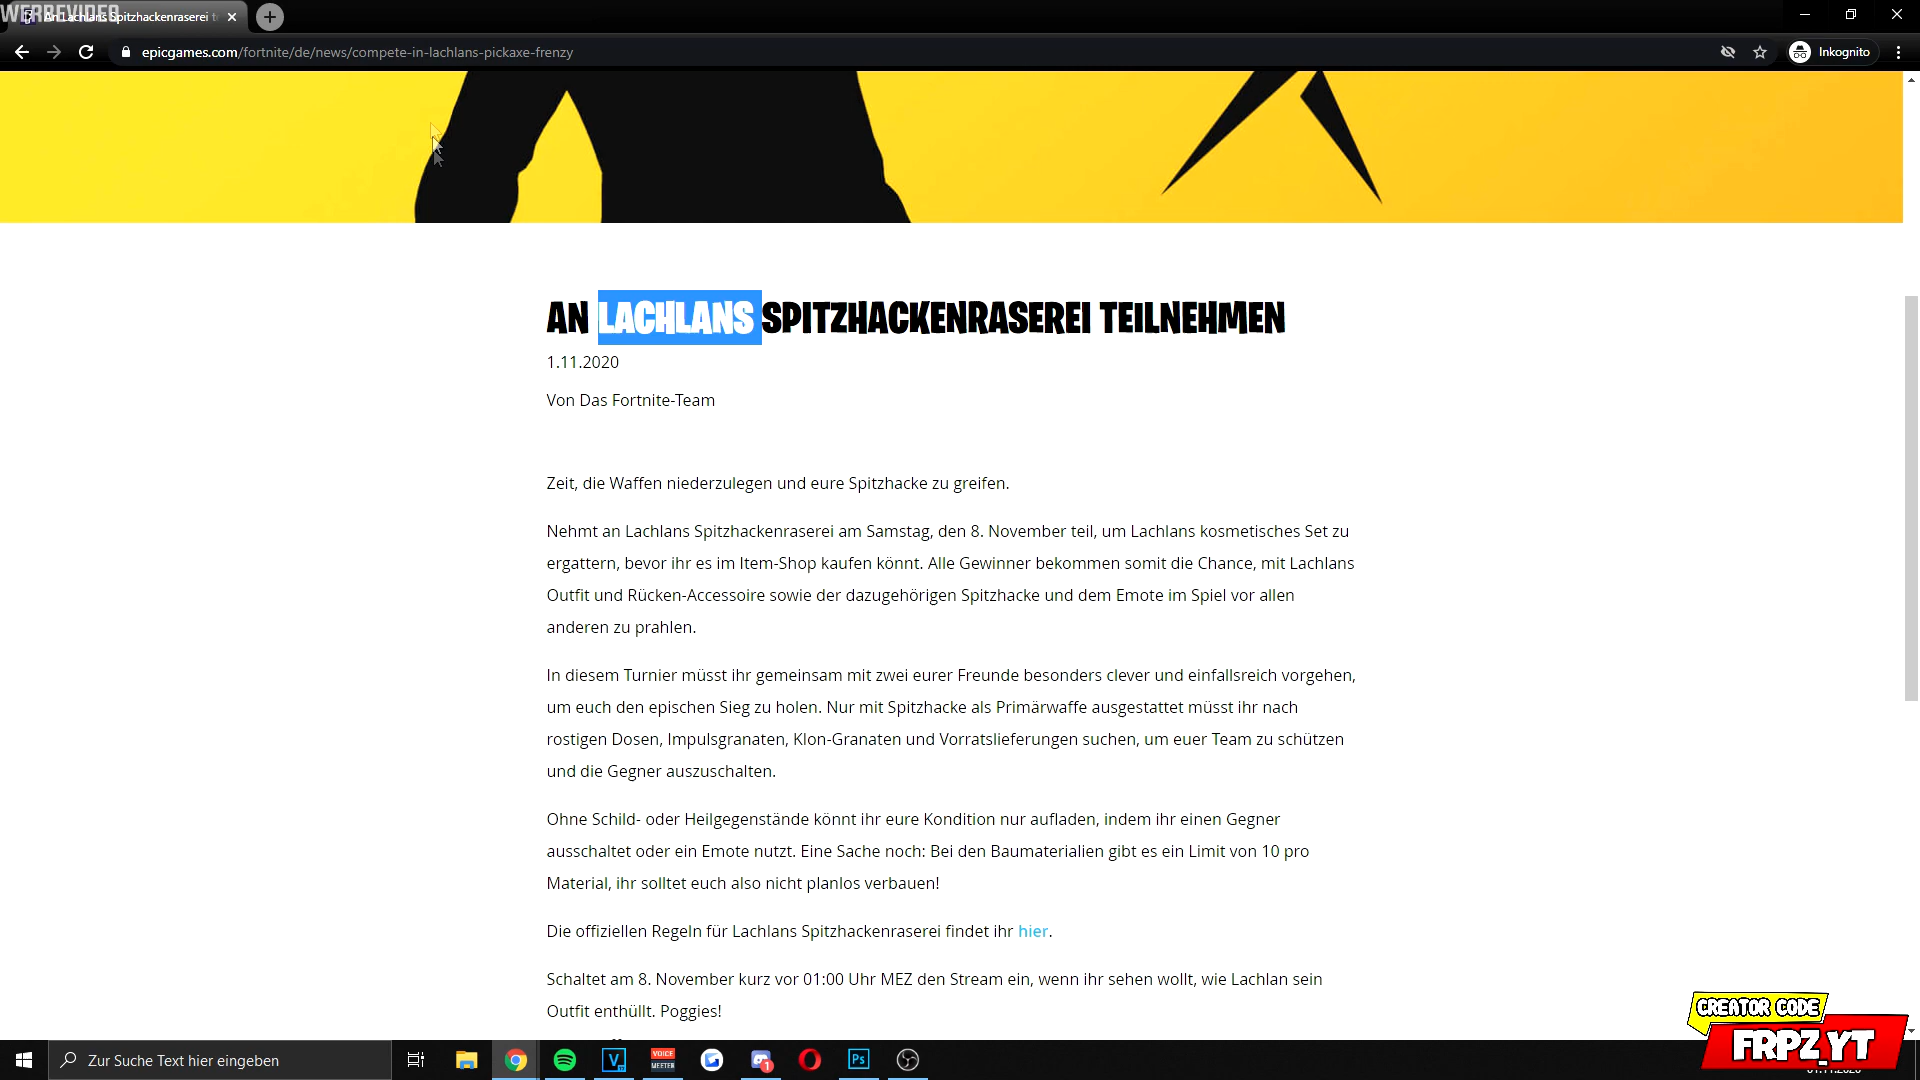 WERBEVIDEO
An Lachlans Spitzhackenraserei te
epicgames.com/fortnite/de/news/compete-in-lachlans-pickaxe-frenzy
Inkognito
AN LACHLANS SPITZHACKENRASEREI TEILNEHMEN
1.11.2020
Von Das Fortnite-Team
Zeit, die Waffen niederzulegen und eure Spitzhacke zu greifen.
Nehmt an Lachlans Spitzhackenraserei am Samstag, den 8. November teil, um Lachlans kosmetisches Set zu
ergattern, bevor ihr es im Item-Shop kaufen könnt. Alle Gewinner bekommen somit die Chance, mit Lachlans
Outfit und Rücken-Accessoire sowie der dazugehörigen Spitzhacke und dem Emote im Spiel vor allen
anderen zu prahlen.
In diesem Turnier müsst ihr gemeinsam mit zwei eurer Freunde besonders clever und einfallsreich vorgehen,
um euch den epischen Sieg zu holen. Nur mit Spitzhacke als Primärwaffe ausgestattet müsst ihr nach
rostigen Dosen, Impulsgranaten, Klon-Granaten und Vorratslieferungen suchen, um euer Team zu schützen
und die Gegner auszuschalten.
Ohne Schild- oder Heilgegenstände könnt ihr eure Kondition nur aufladen, indem ihr einen Gegner
ausschaltet oder ein Emote nutzt. Eine Sache noch: Bei den Baumaterialien gibt es ein Limit von 10 pro
Material, ihr solltet euch also nicht planlos verbauen!
Die offiziellen Regeln für Lachlans Spitzhackenraserei findet ihr hier.
Schaltet am 8. November kurz vor 01:00 Uhr MEZ den Stream ein, wenn ihr sehen wollt, wie Lachlan sein
Outfit enthüllt. Poggies!
CREATOR CODE
FRPZ_YT
Zur Suche Text hier eingeben
V
VOICE
MEETER
1
Ps
01.11.2020